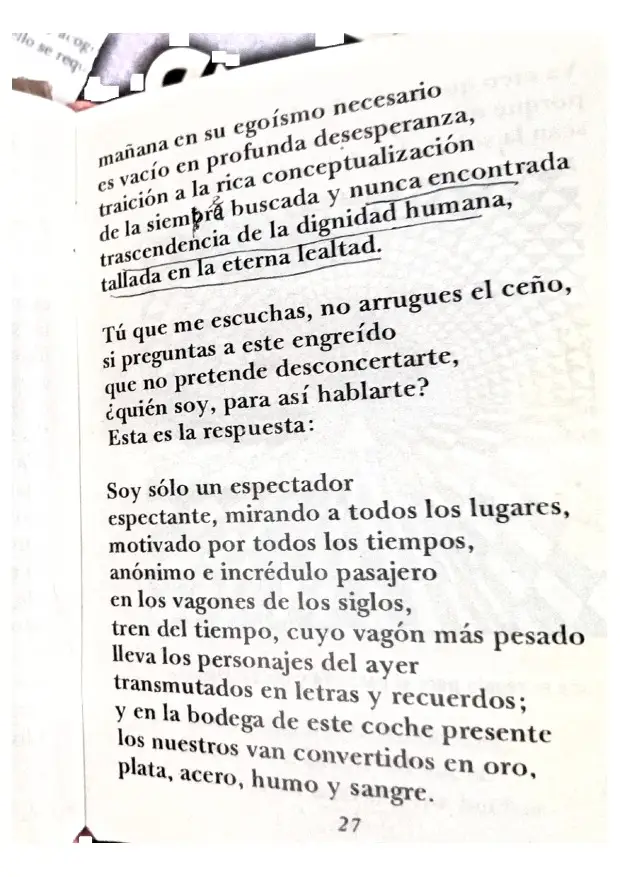 acog
llo se requ
mañana en su egoísmo necesario
es vacío en profunda desesperanza,
traición a la rica conceptualización
de la siempre buscada y nunca encontrada
trascendencia de la dignidad humana,
tallada en la eterna lealtad.
Tú que me escuchas, no arrugues el ceño,
si preguntas a este engreído
que no pretende desconcertarte,
¿quién soy, para así hablarte?
Esta es la respuesta:
Soy sólo un espectador
espectante, mirando a todos los lugares,
motivado por todos los tiempos,
anónimo e incrédulo pasajero
en los vagones de los siglos,
tren del tiempo, cuyo vagón más pesado
lleva los personajes del ayer
transmutados en letras y recuerdos;
y en la bodega de este coche presente
los nuestros van convertidos en oro,
plata, acero, humo y sangre.
27